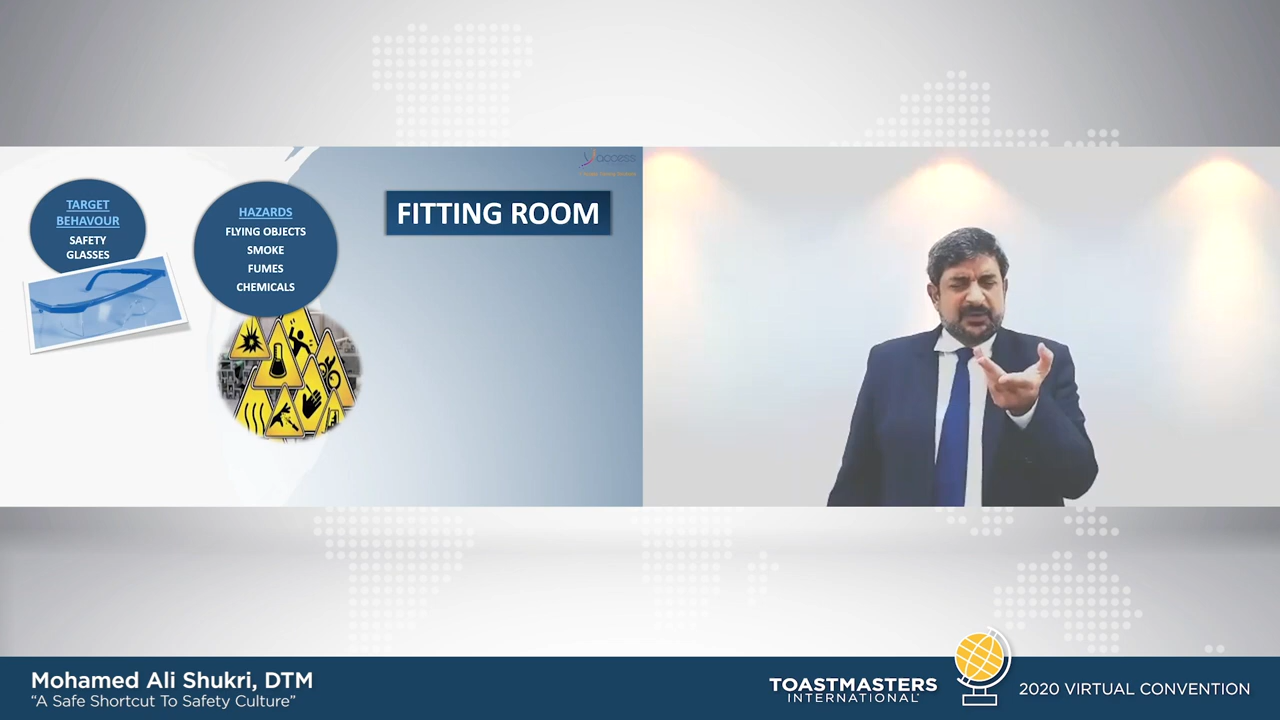 TARGET
BEHAVOUR
SAFETY
GLASSES
HAZARDS
FLYING OBJECTS
SMOKE
FUMES
CHEMICALS
FITTING ROOM
access
Mohamed Ali Shukri, DTM
“A Safe Shortcut To Safety Culture”
TOASTMASTERS
INTERNATIONAL
2020 VIRTUAL CONVENTION